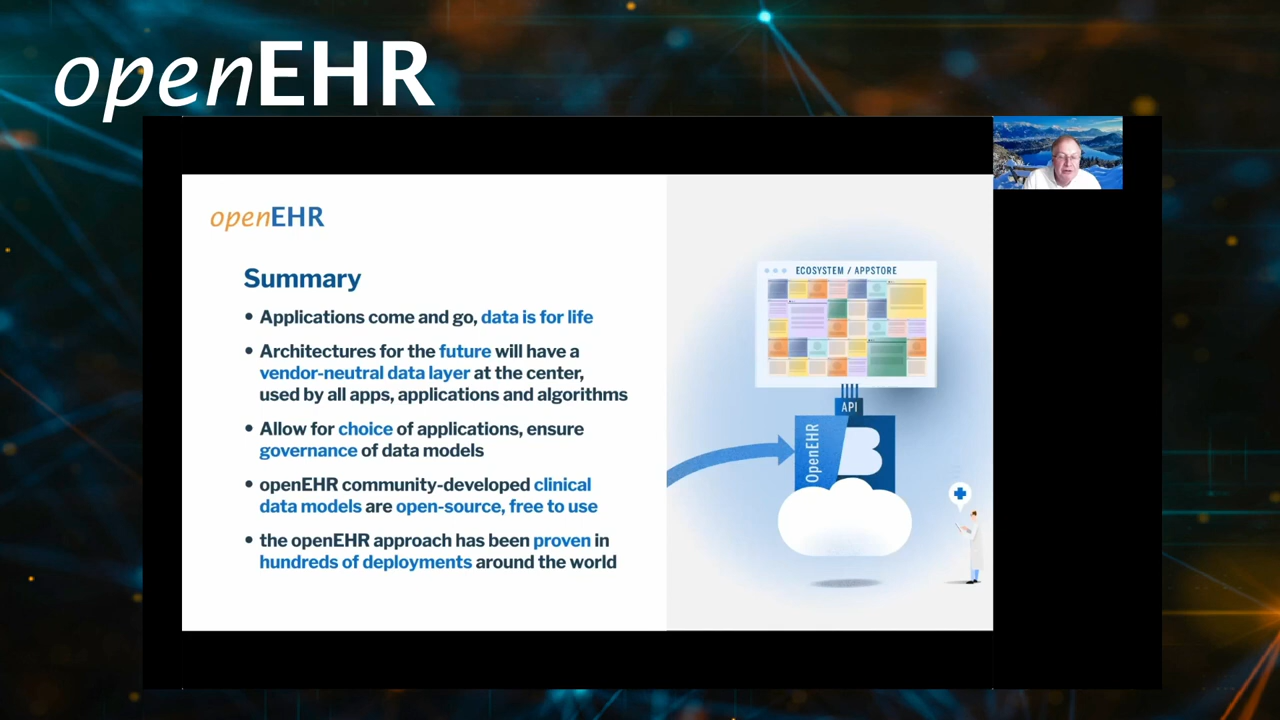 openEHR
openEHR
Summary
• Applications come and go, data is for life
• Architectures for the future will have a
vendor-neutral data layer at the center,
used by all apps, applications and algorithms
• Allow for choice of applications, ensure
governance of data models
• openEHR community-developed clinical
data models are open-source, free to use
• the openEHR approach has been proven in
hundreds of deployments around the world
ECOSYSTEM / APPSTORE
API
OpenEHR
B